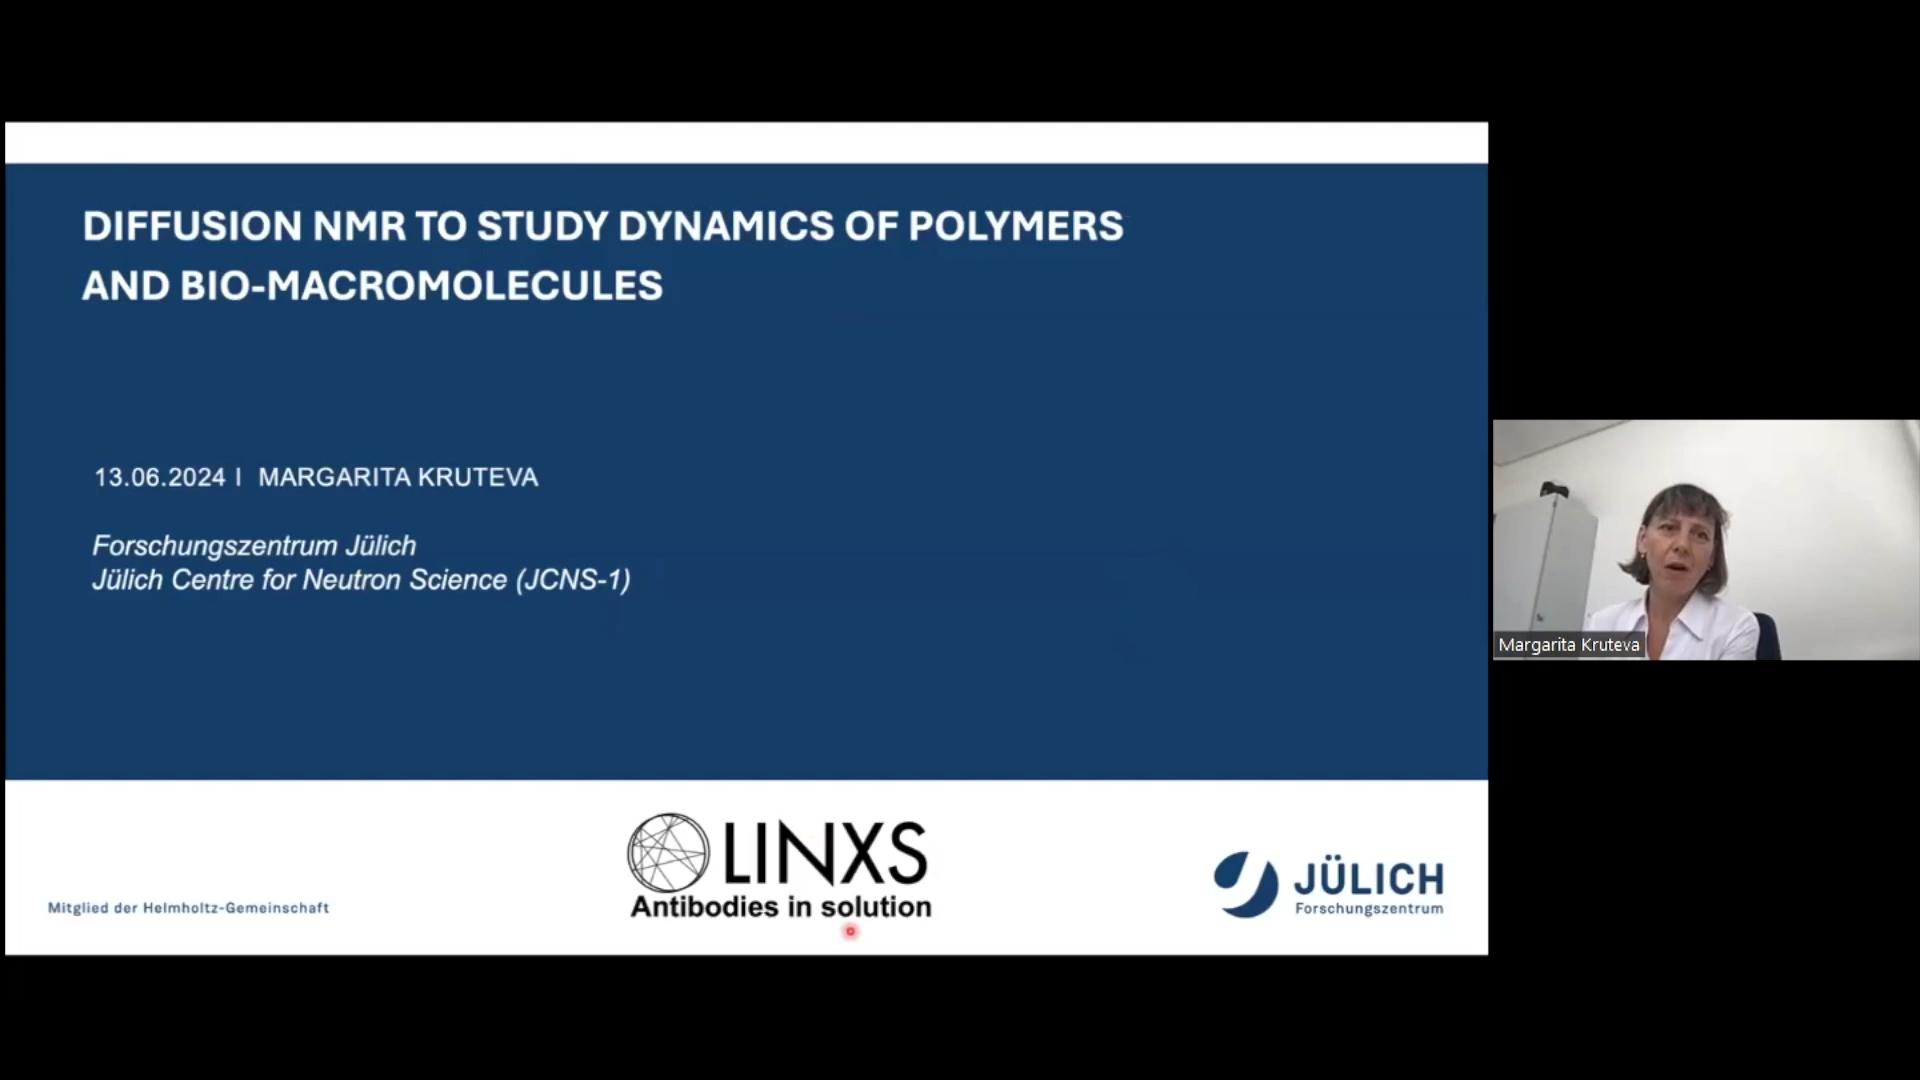 DIFFUSION NMR TO STUDY DYNAMICS OF POLYMERS
AND BIO-MACROMOLECULES
13.06.2024 I MARGARITA KRUTEVA
Forschungszentrum Jülich
Jülich Centre for Neutron Science (JCNS-1)
Margarita Kruteva
LINXS
Antibodies in solution
Mitglied der Helmholtz-Gemeinschaft
JÜLICH
Forschungszentrum